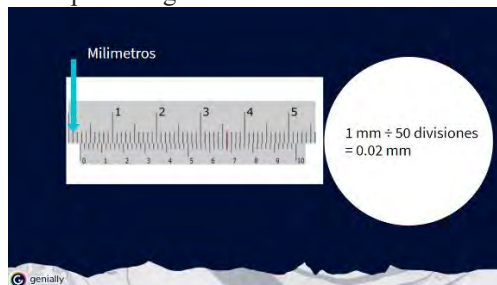 Milimetros
1 2 3 4 5
0 1 2 3 4 5 6 7 8 9 10
1 mm ÷ 50 divisiones
= 0.02 mm
genially